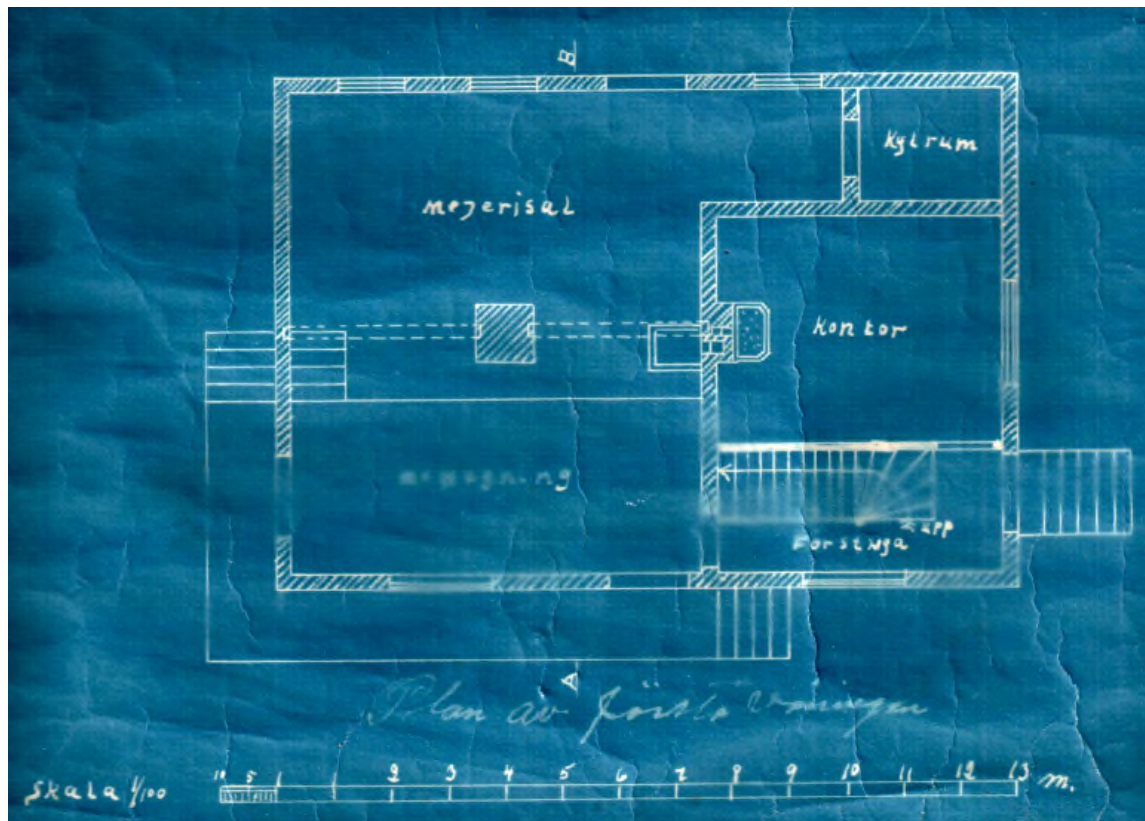 B
Kylrum
mejerisal
kontor
upp
Förstuga
A
Plan av första Våningen
10 5 1 1 2 3 4 5 6 7 8 9 10 11 12 13 m.
Skala 1/100